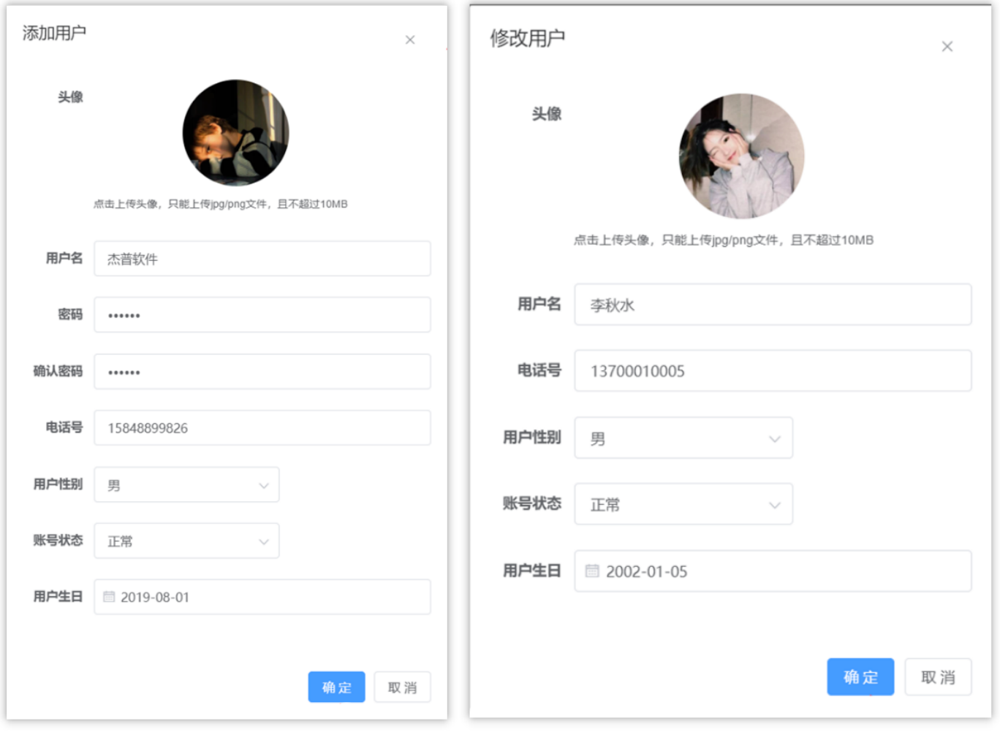 添加用户
头像
点击上传头像，只能上传jpg/png文件，且不超过10MB
用户名 杰普软件
密码 ••••••
确认密码 ••••••
电话号 15848899826
用户性别 男
账号状态 正常
用户生日 2019-08-01
确定 取消
修改用户
头像
点击上传头像，只能上传jpg/png文件，且不超过10MB
用户名 李秋水
电话号 13700010005
用户性别 男
账号状态 正常
用户生日 2002-01-05
确定 取消